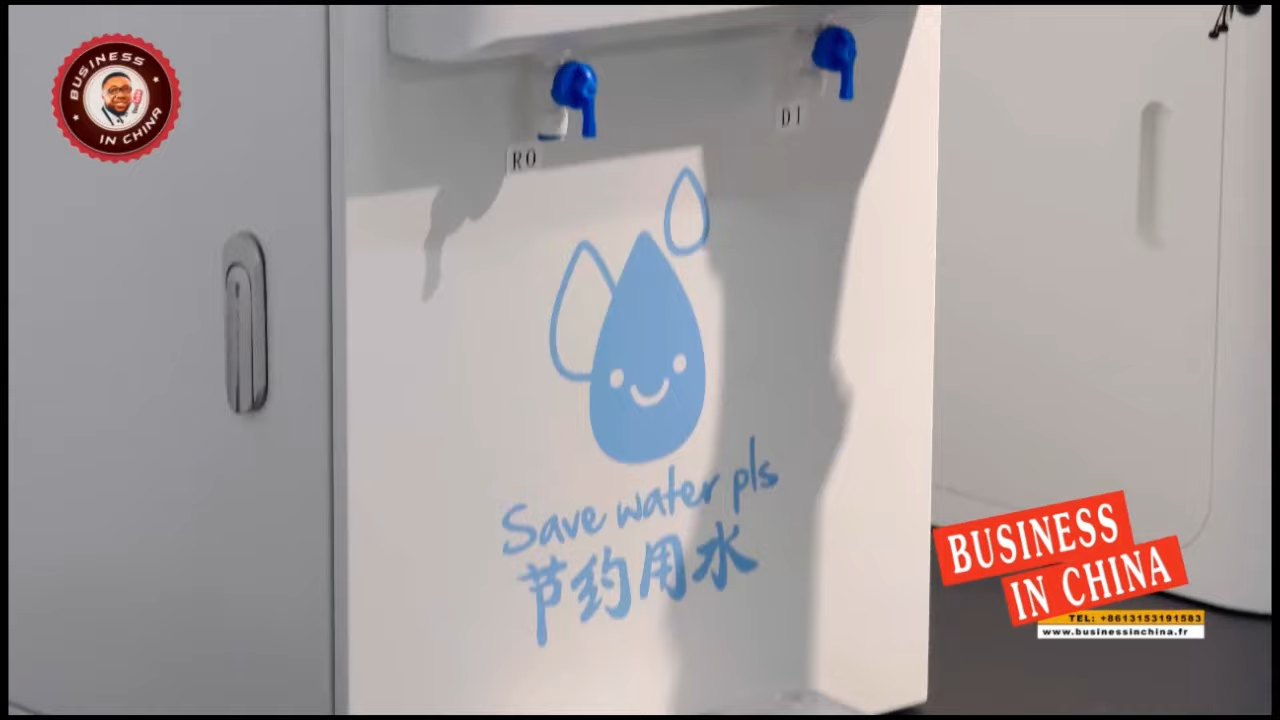 BUSINESS
IN CHINA
RO
DI
Save water pls
节约用水
BUSINESS
IN CHINA
TEL: +8613153191583
www.businessinchina.fr